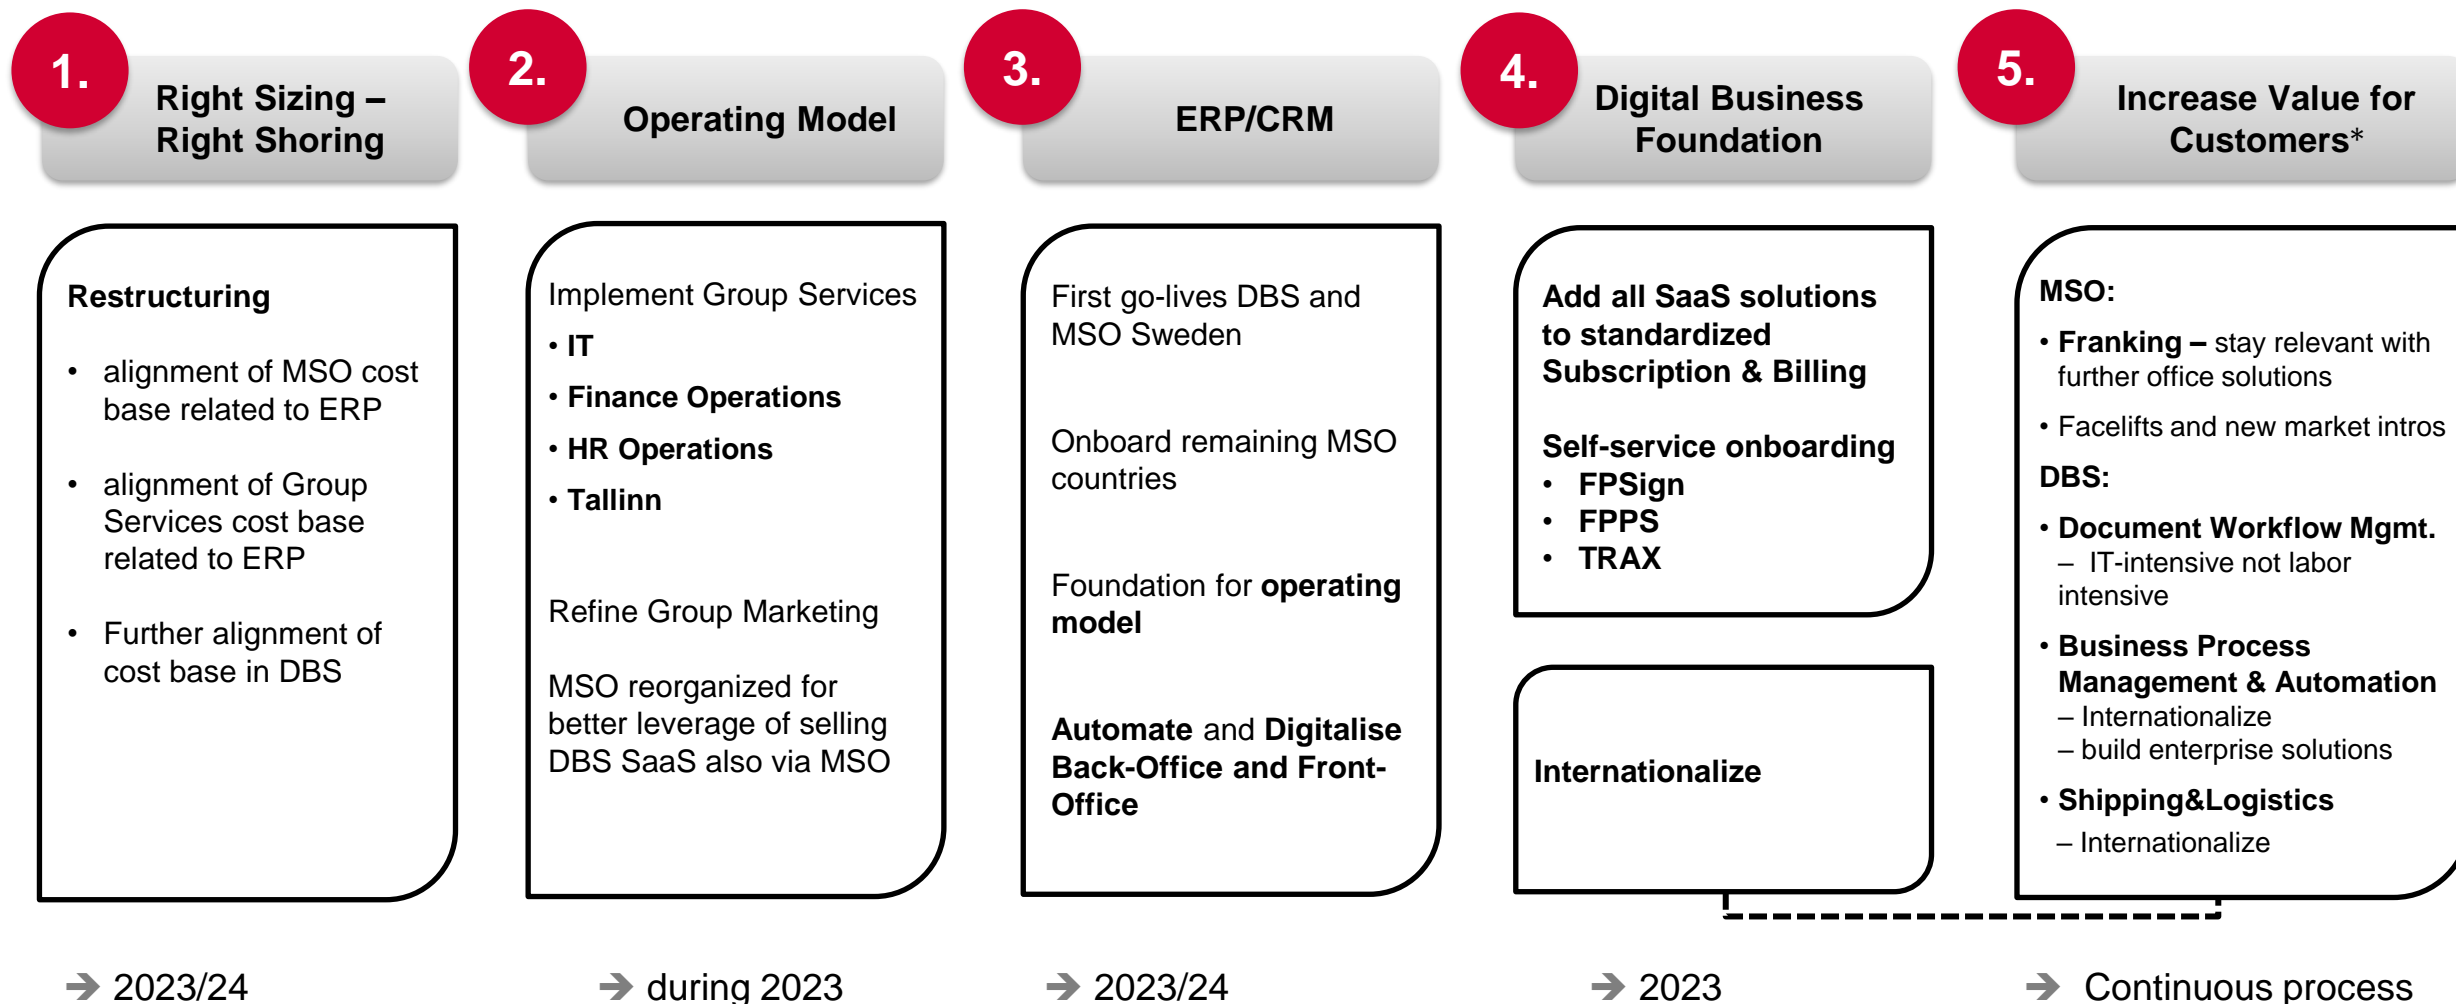 1.
Right Sizing –
Right Shoring
Restructuring
• alignment of MSO cost
base related to ERP
• alignment of Group
Services cost base
related to ERP
• Further alignment of
cost base in DBS
→ 2023/24
2.
Operating Model
Implement Group Services
• IT
• Finance Operations
• HR Operations
• Tallinn
Refine Group Marketing
MSO reorganized for
better leverage of selling
DBS SaaS also via MSO
→ during 2023
3.
ERP/CRM
First go-lives DBS and
MSO Sweden
Onboard remaining MSO
countries
Foundation for operating
model
Automate and Digitalise
Back-Office and Front-
Office
→ 2023/24
4.
Digital Business
Foundation
Add all SaaS solutions
to standardized
Subscription & Billing
Self-service onboarding
• FPSign
• FPPS
• TRAX
Internationalize
→ 2023
5.
Increase Value for
Customers*
MSO:
• Franking – stay relevant with
further office solutions
• Facelifts and new market intros
DBS:
• Document Workflow Mgmt.
– IT-intensive not labor
intensive
• Business Process
Management & Automation
– Internationalize
– build enterprise solutions
• Shipping&Logistics
– Internationalize
→ Continuous process